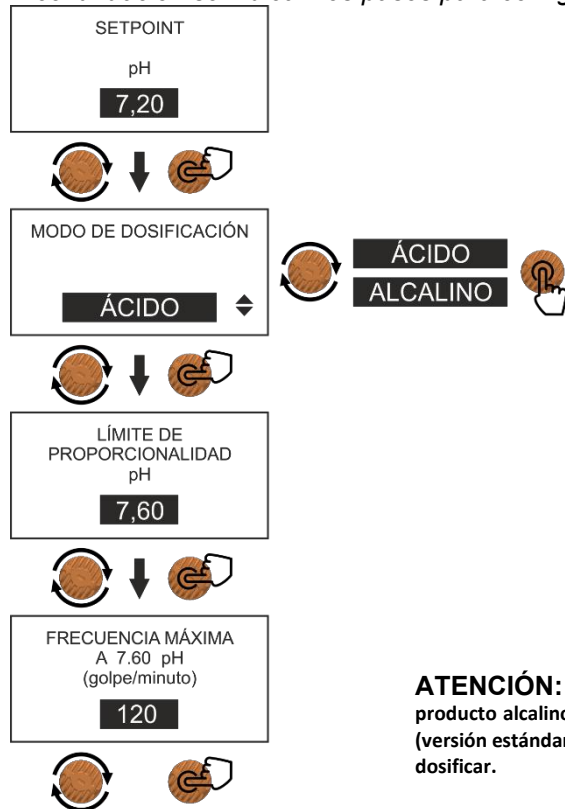 SETPOINT
pH
7,20
MODO DE DOSIFICACIÓN
ÁCIDO
ÁCIDO
ALCALINO
LÍMITE DE
PROPORCIONALIDAD
pH
7,60
FRECUENCIA MÁXIMA
A 7.60 pH
(golpe/minuto)
120
ATENCIÓN:
producto alcalino
(versión estándar
dosificar.